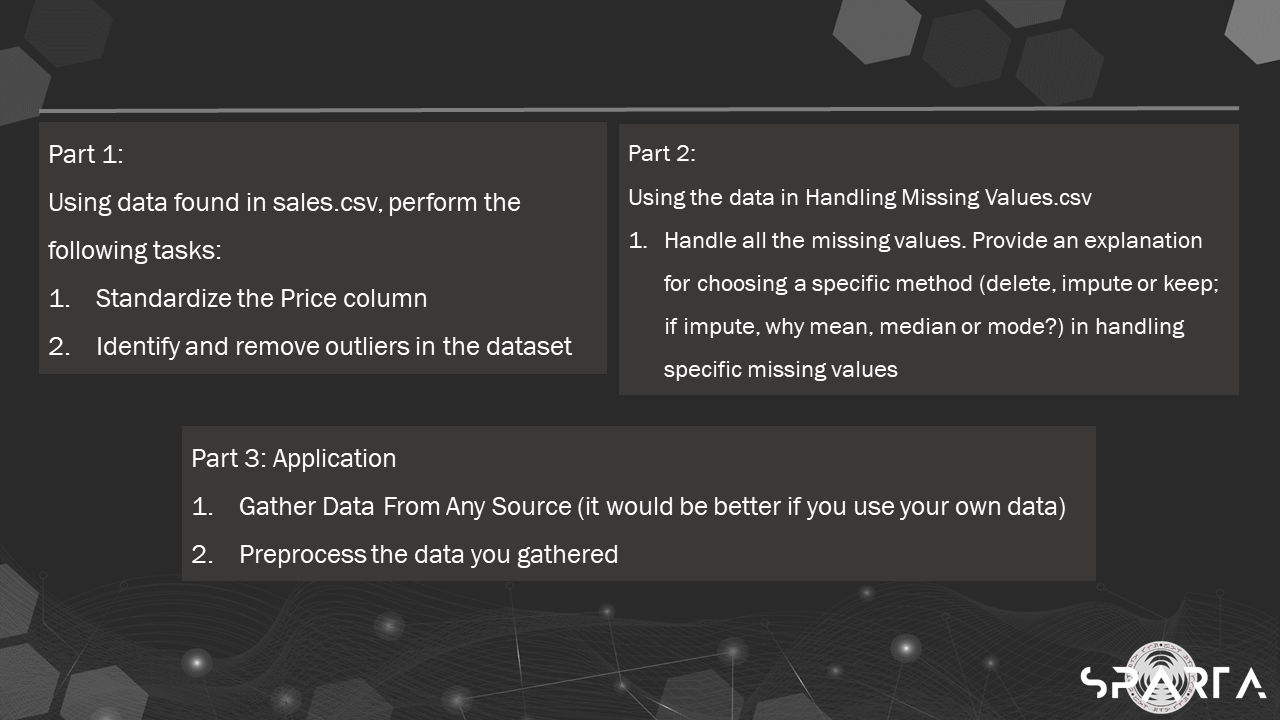 Part 1:
Using data found in sales.csv, perform the
following tasks:
1. Standardize the Price column
2. Identify and remove outliers in the dataset
Part 2:
Using the data in Handling Missing Values.csv
1. Handle all the missing values. Provide an explanation
for choosing a specific method (delete, impute or keep;
if impute, why mean, median or mode?) in handling
specific missing values
Part 3: Application
1. Gather Data From Any Source (it would be better if you use your own data)
2. Preprocess the data you gathered
SPARTA